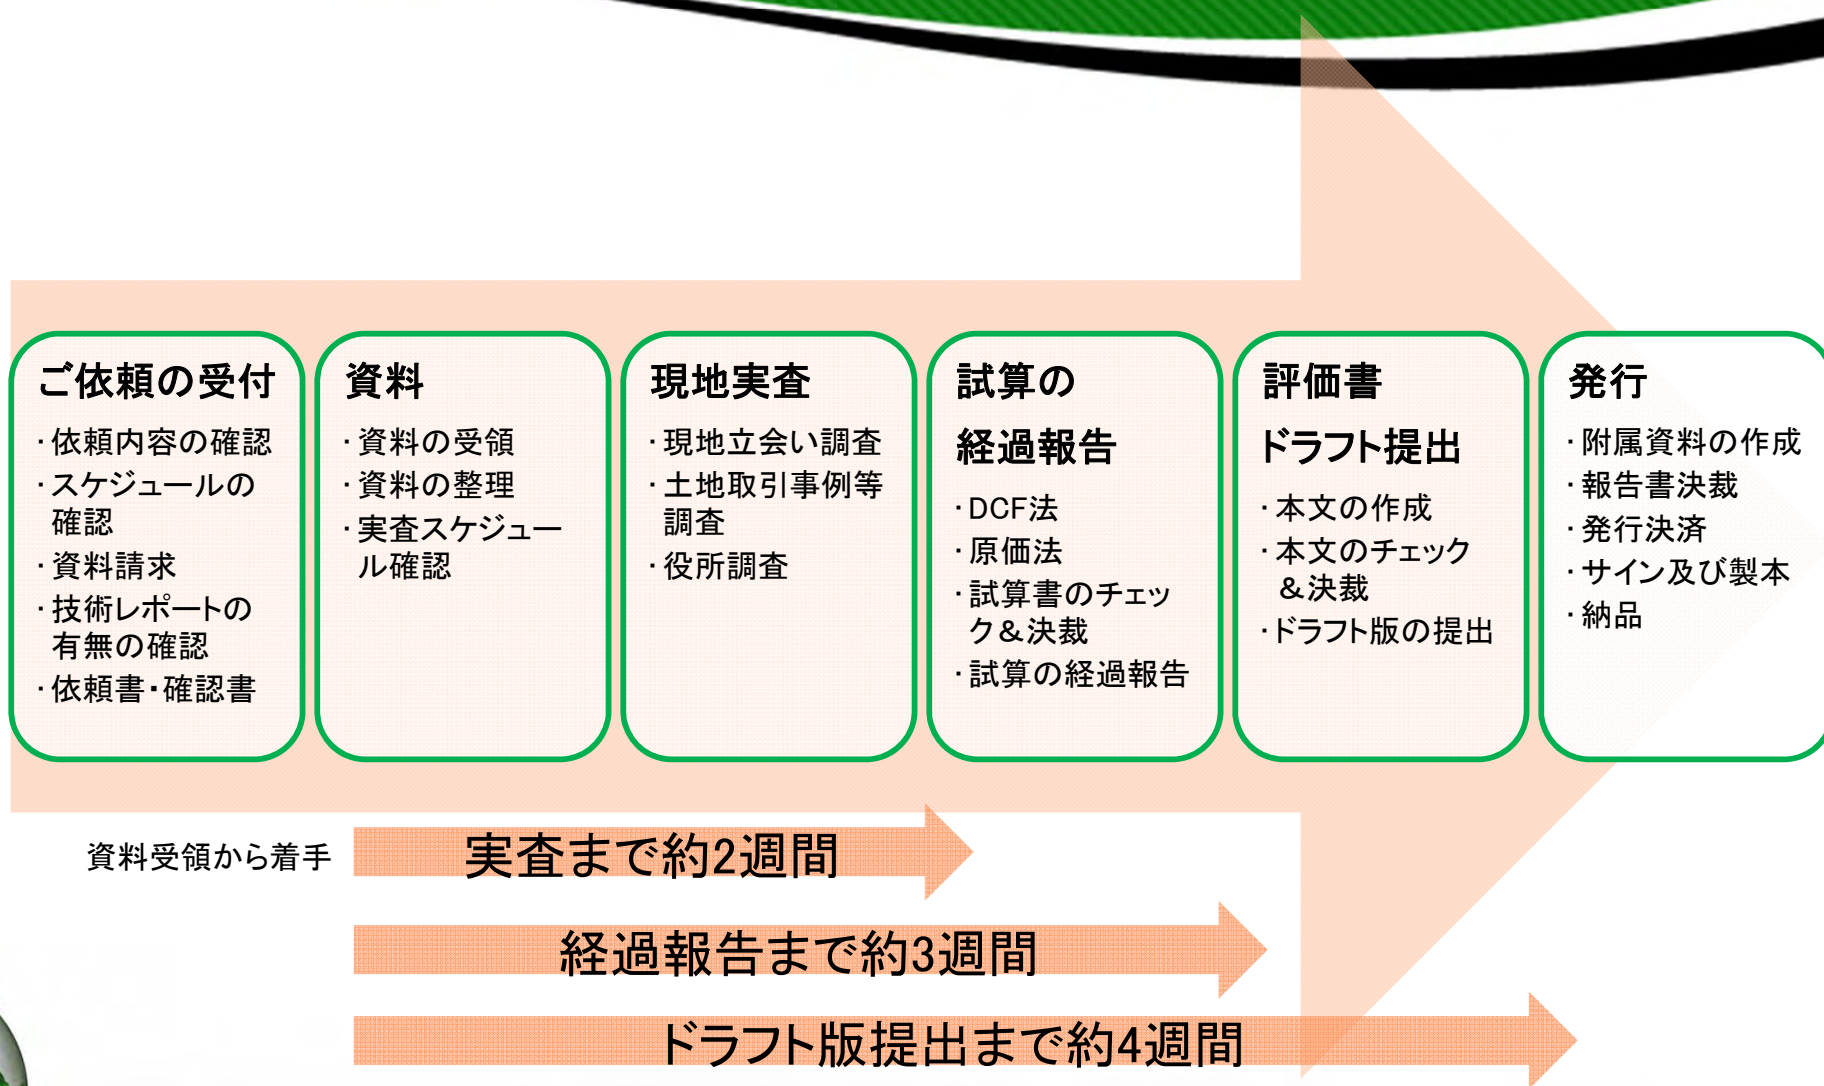 ご依頼の受付
・依頼内容の確認
・スケジュールの
確認
・資料請求
・技術レポートの
有無の確認
・依頼書・確認書
資料
・資料の受領
・資料の整理
・実査スケジュー
ル確認
現地実査
・現地立会い調査
・土地取引事例等
調査
・役所調査
試算の
経過報告
・DCF法
・原価法
・試算書のチェッ
ク＆決裁
・試算の経過報告
評価書
ドラフト提出
・本文の作成
・本文のチェック
＆決裁
・ドラフト版の提出
発行
・附属資料の作成
・報告書決裁
・発行決済
・サイン及び製本
・納品
資料受領から着手
実査まで約2週間
経過報告まで約3週間
ドラフト版提出まで約4週間